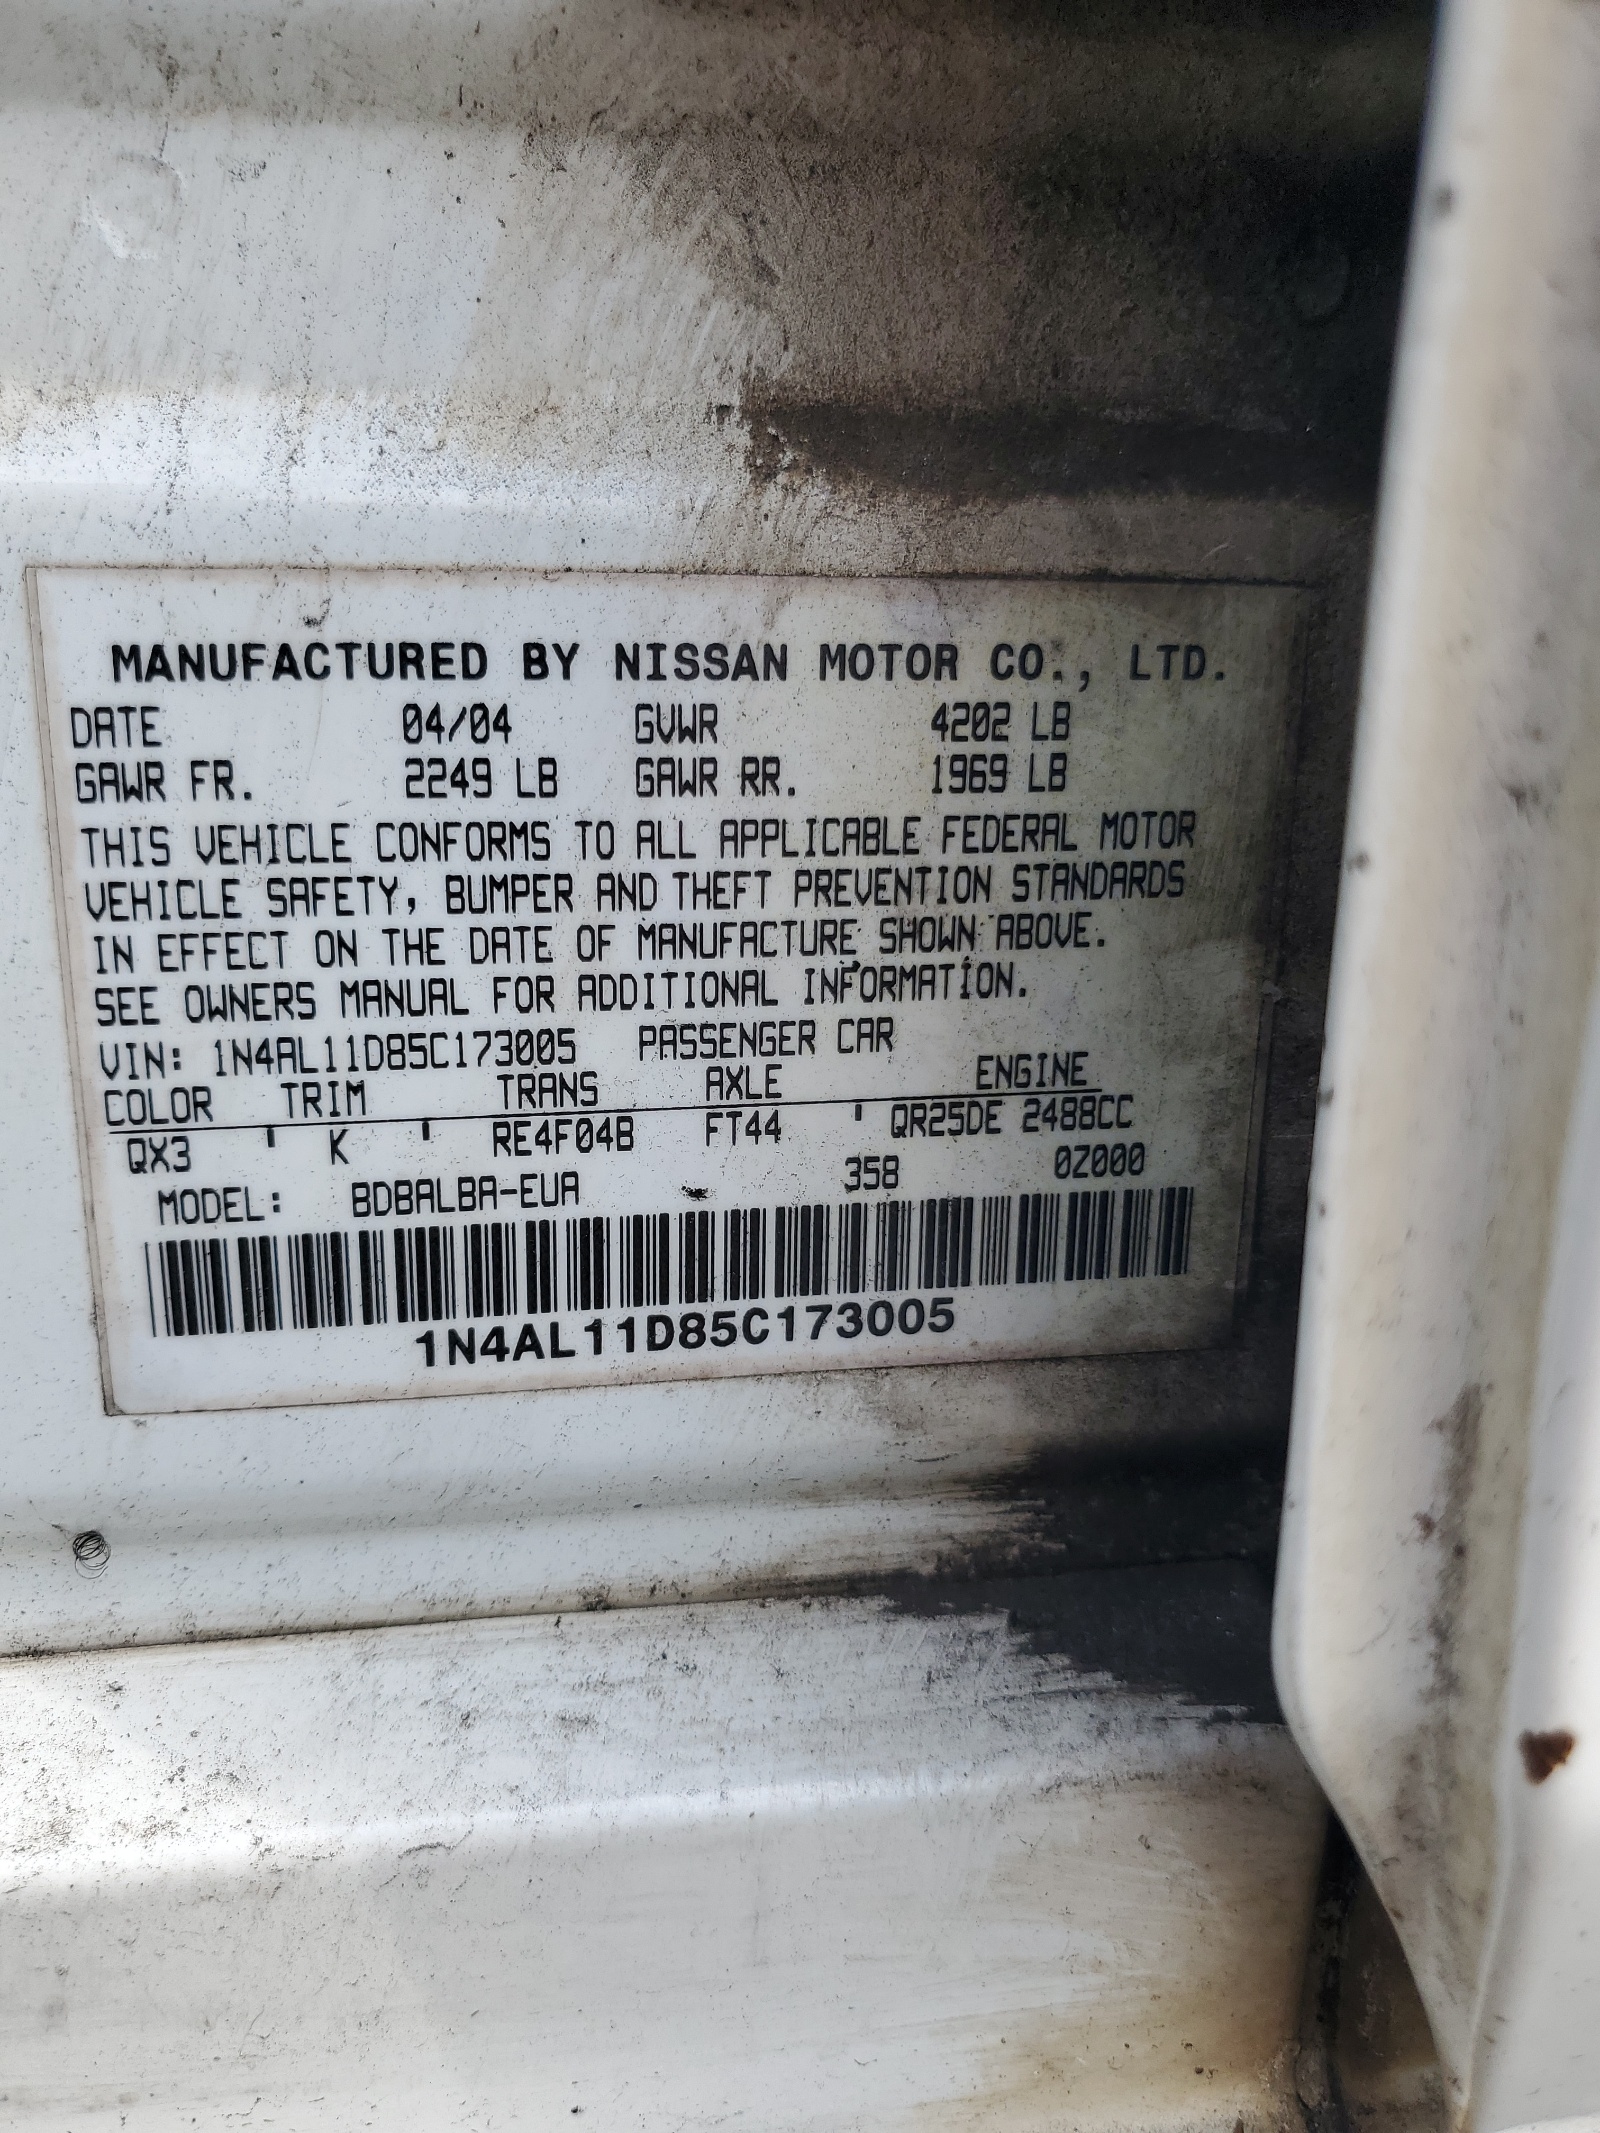 MANUFACTURED BY NISSAN MOTOR CO., LTD.
DATE 04/04 GVWR 4202 LB
GAWR FR. 2249 LB GAWR RR. 1969 LB
THIS VEHICLE CONFORMS TO ALL APPLICABLE FEDERAL MOTOR
VEHICLE SAFETY, BUMPER AND THEFT PREVENTION STANDARDS
IN EFFECT ON THE DATE OF MANUFACTURE SHOWN ABOVE.
SEE OWNERS MANUAL FOR ADDITIONAL INFORMATION.
VIN: 1N4AL11D85C173005 PASSENGER CAR
COLOR TRIM TRANS AXLE ENGINE
QX3 ' K ' RE4F04B FT44 ' QR25DE 2488CC
358 0Z000
MODEL: BDBALBA-EUA
1N4AL11D85C173005